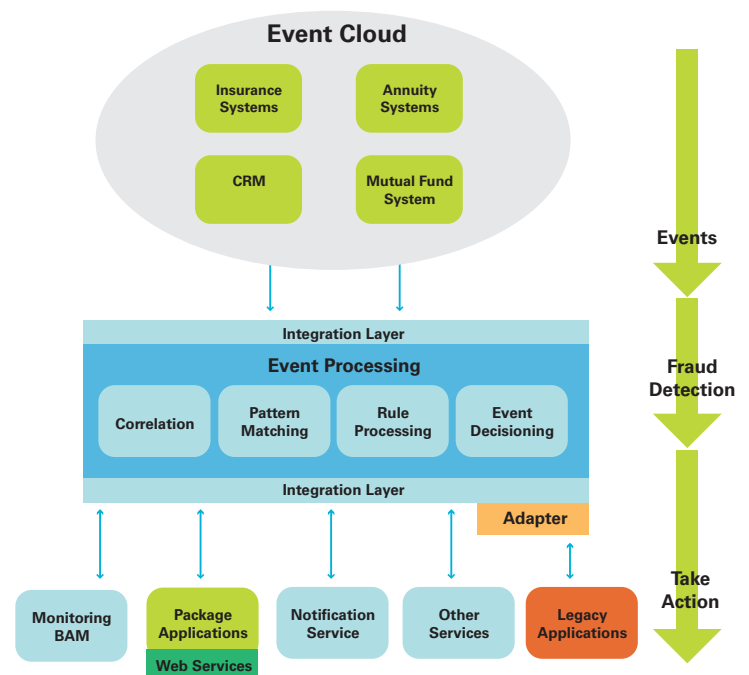 Event Cloud
Insurance
Systems
Annuity
Systems
CRM
Mutual Fund
System
Events
Integration Layer
Event Processing
Correlation
Pattern
Matching
Rule
Processing
Event
Decisioning
Integration Layer
Adapter
Fraud
Detection
Monitoring
BAM
Package
Applications
Web Services
Notification
Service
Other
Services
Legacy
Applications
Take
Action